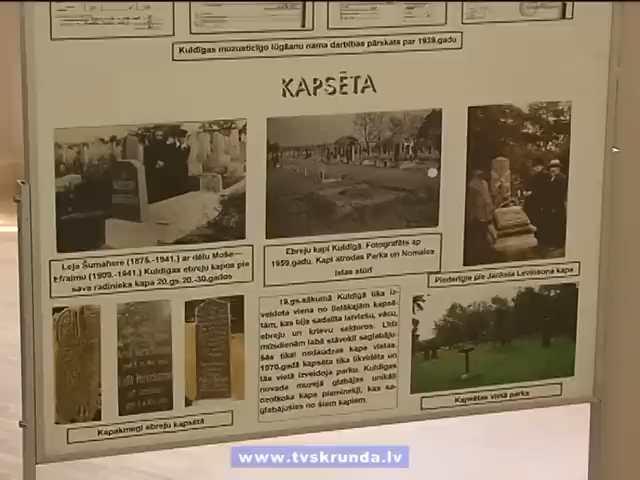 Kuldīgas muzusticīgo lūgšanu nama darbības pārskats par 1939.gadu
KAPSĒTA
Leja Šumahere (1875.-1941.) ar dēlu Moše–
Efraimu (1909.-1941.) Kuldīgas ebreju kapos pie
sava radinieka kapa 20.gs.20.-30.gados
Ebreju kapi Kuldīgā. Fotografēts ap
1959.gadu. Kapi atrodas Parka un Nomales
ielas stūrī
Piederīgie pie Jankela Levinsona kapa
19.gs.sākumā Kuldīgā tika iz-
veidota viena no lielākajām kapsē-
tām, kas bija sadalīta latviešu, vācu,
ebreju un krievu sektoros. Līdz
mūsdienām labā stāvoklī saglabāju-
šās tikai nedaudzas kapa vietas.
1970.gadā kapsēta tika likvidēta un
tās vietā izveidoja parku. Kuldīgas
novada muzejā glabājas unikāli
ozolkoka kapa pieminekļi, kas sa-
glabājušies no šiem kapiem.
Kapakmeņi ebreju kapsētā
Kapsētas vietā parks
www.tvskrunda.lv